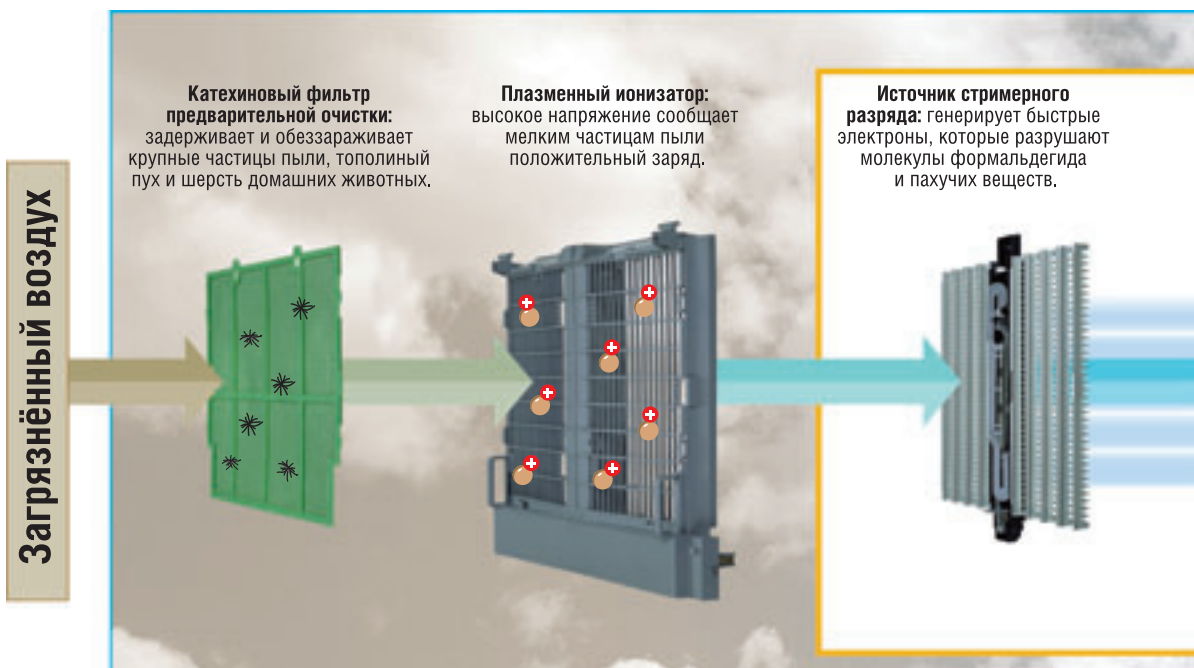 Загрязнённый воздух
Катехиновый фильтр
предварительной очистки:
задерживает и обеззараживает
крупные частицы пыли, тополиный
пух и шерсть домашних животных.
Плазменный ионизатор:
высокое напряжение сообщает
мелким частицам пыли
положительный заряд.
Источник стримерного
разряда: генерирует быстрые
электроны, которые разрушают
молекулы формальдегида
и пахучих веществ.